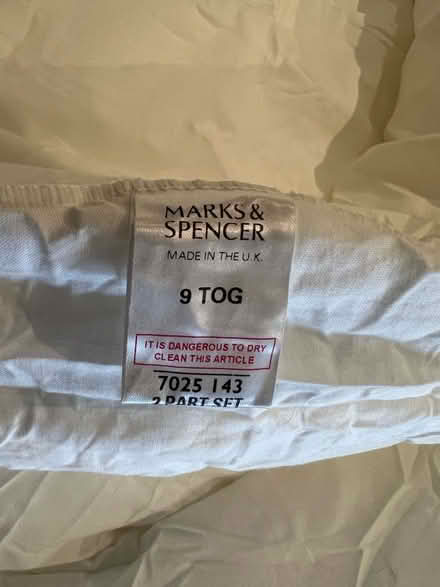 MARKS &
SPENCER
MADE IN THE U.K.
9 TOG
IT IS DANGEROUS TO DRY
CLEAN THIS ARTICLE
7025 143
2 PART SET